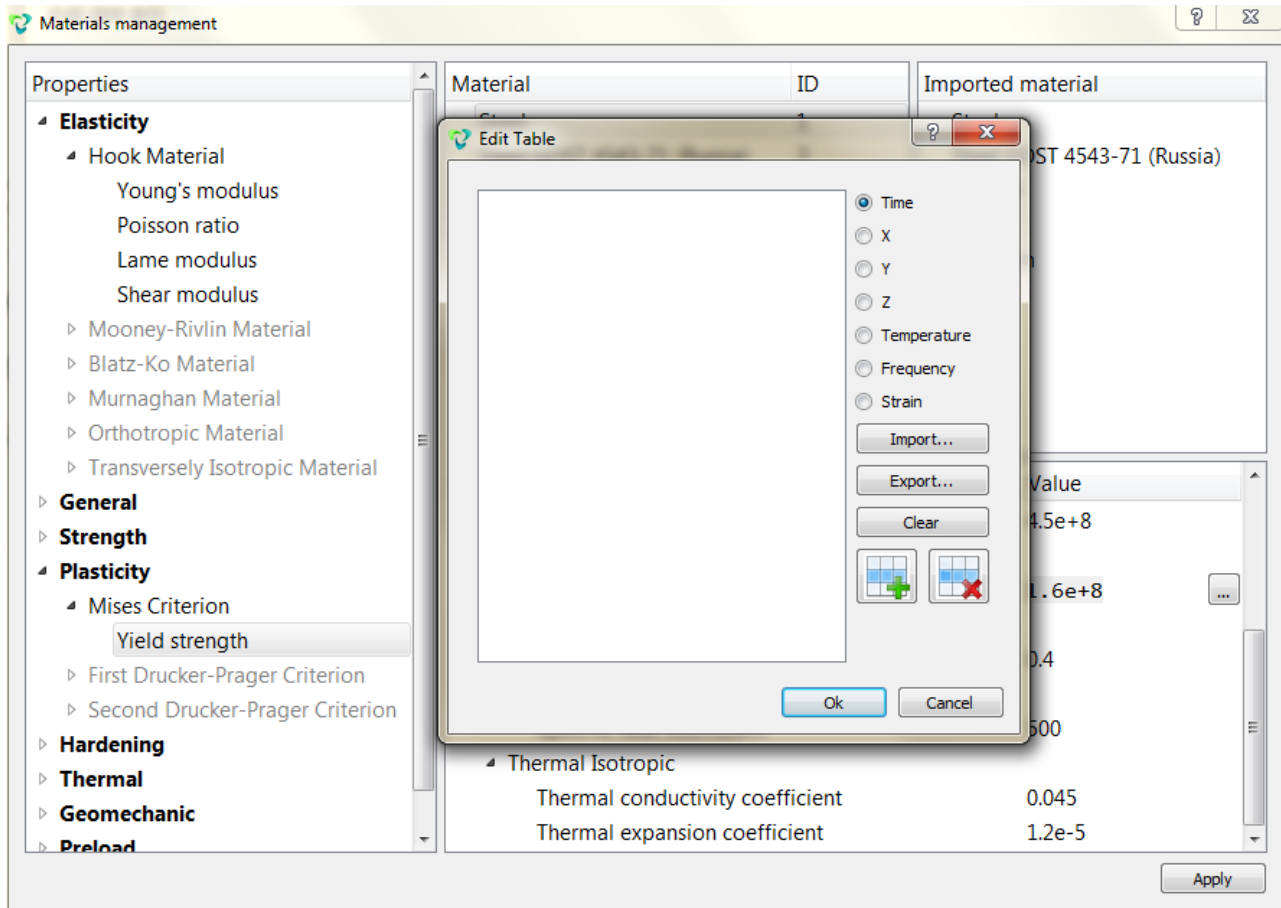 Materials management
Properties
Elasticity
Hook Material
Young's modulus
Poisson ratio
Lame modulus
Shear modulus
Mooney-Rivlin Material
Blatz-Ko Material
Murnaghan Material
Orthotropic Material
Transversely Isotropic Material
General
Strength
Plasticity
Mises Criterion
Yield strength
First Drucker-Prager Criterion
Second Drucker-Prager Criterion
Hardening
Thermal
Geomechanic
Preload
Material ID
Imported material
ST 4543-71 (Russia)
Edit Table
Time
X
Y
Z
Temperature
Frequency
Strain
Import...
Export...
Clear
Ok Cancel
Value
4.5e+8
1.6e+8 ...
0.4
500
Thermal Isotropic
Thermal conductivity coefficient 0.045
Thermal expansion coefficient 1.2e-5
Apply